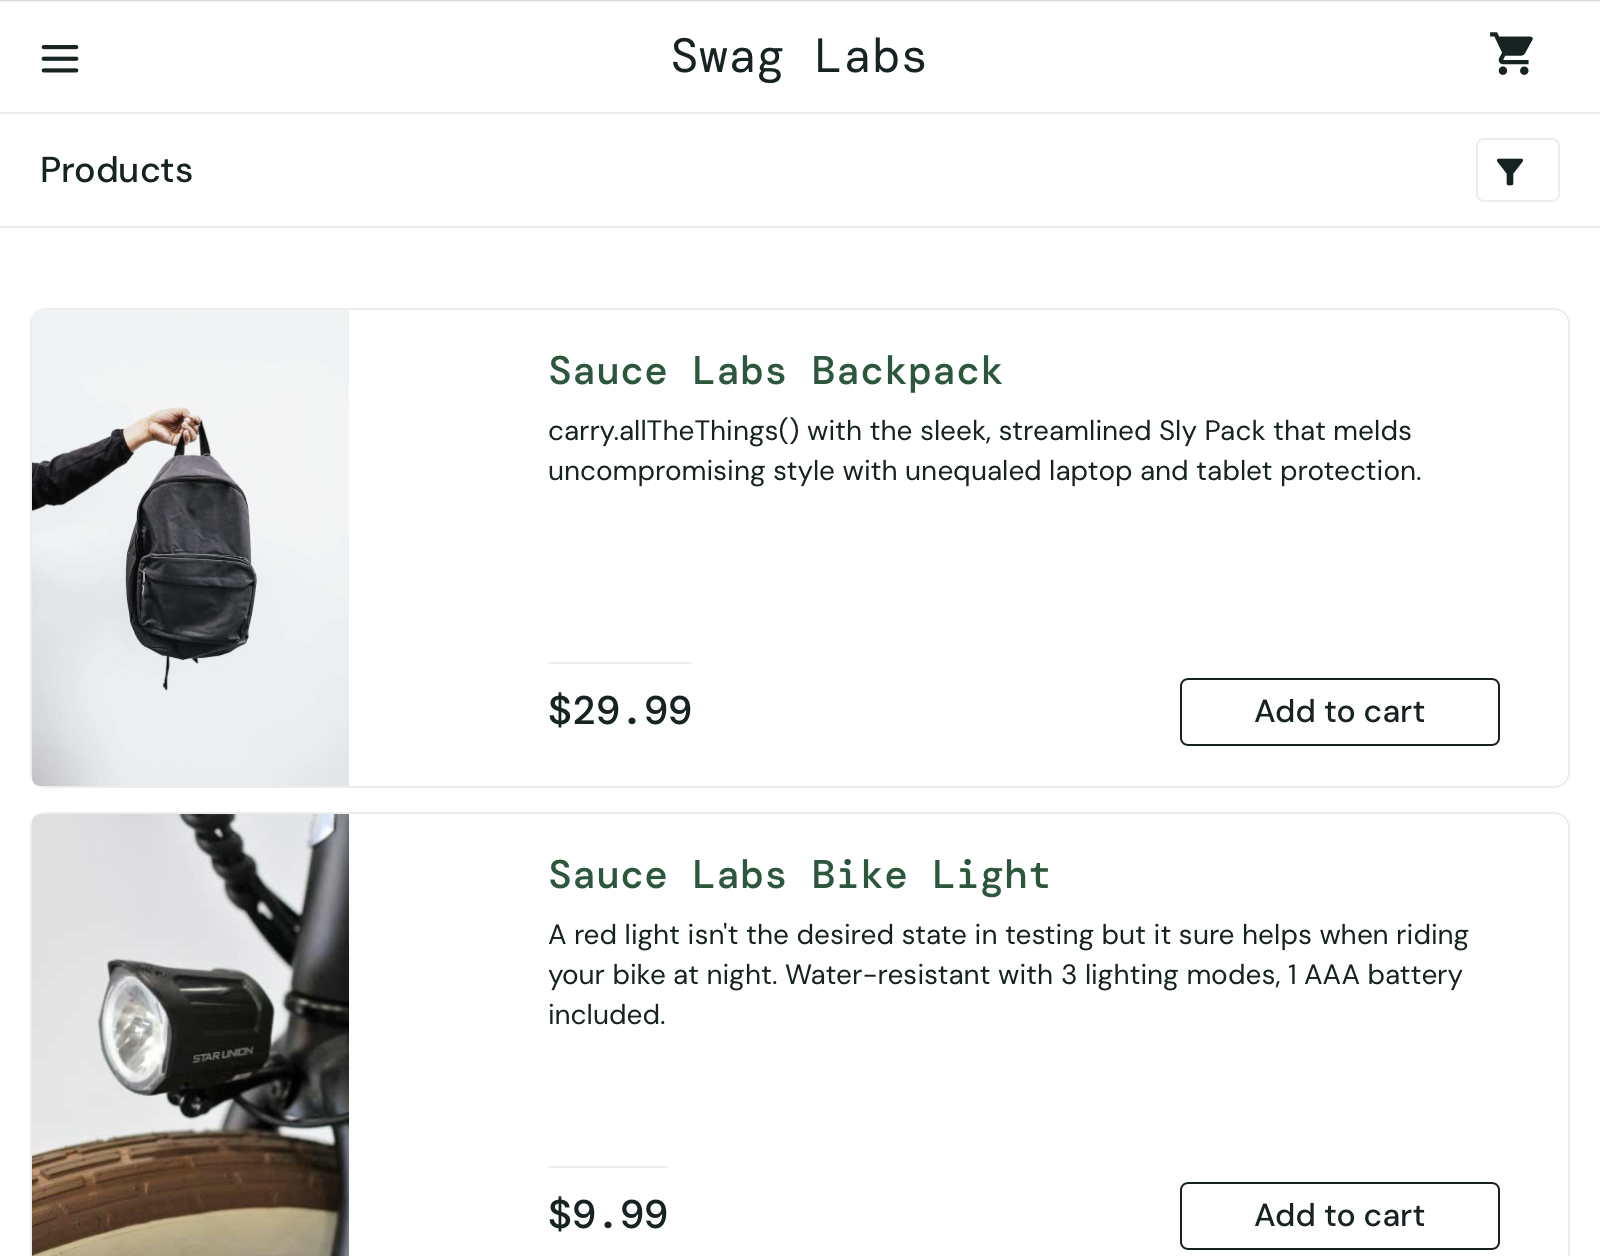 Swag Labs
Products
Sauce Labs Backpack
carry.allTheThings() with the sleek, streamlined Sly Pack that melds
uncompromising style with unequaled laptop and tablet protection.
$29.99
Add to cart
Sauce Labs Bike Light
A red light isn't the desired state in testing but it sure helps when riding
your bike at night. Water-resistant with 3 lighting modes, 1 AAA battery
included.
STAR UNION
$9.99
Add to cart